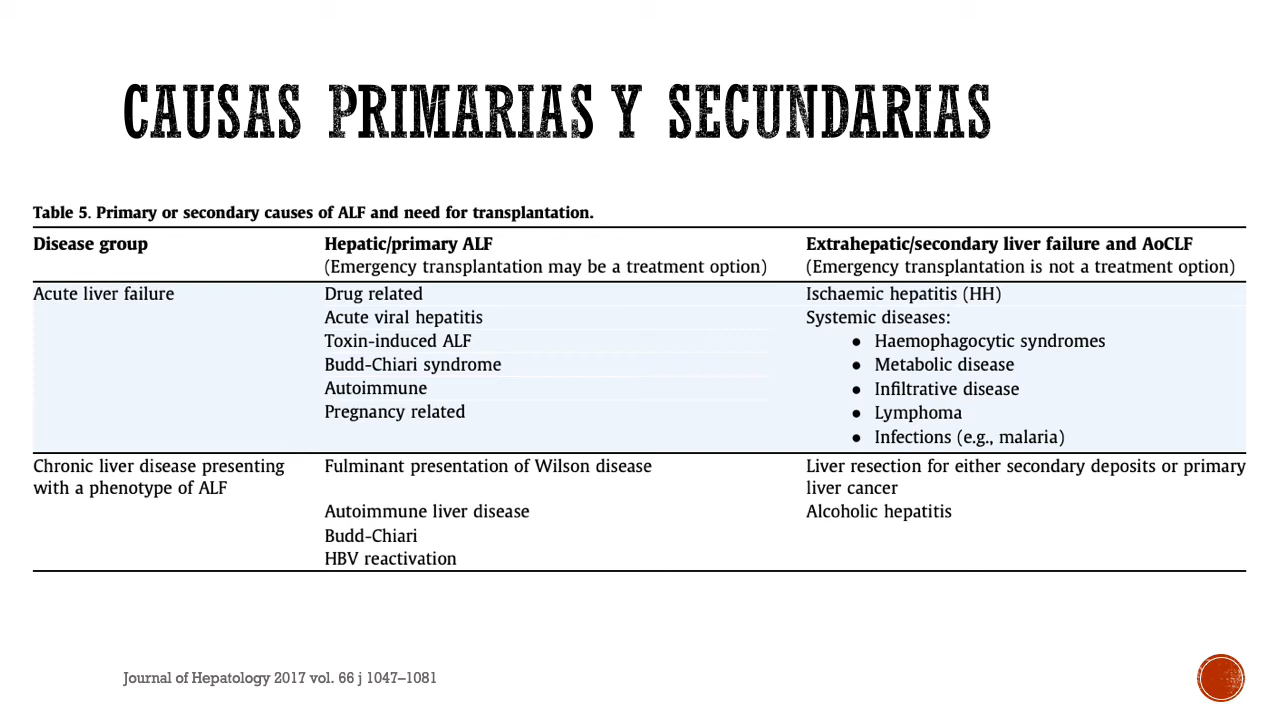 CAUSAS PRIMARIAS Y SECUNDARIAS
Table 5. Primary or secondary causes of ALF and need for transplantation.
Disease group
Hepatic/primary ALF
(Emergency transplantation may be a treatment option)
Extrahepatic/secondary liver failure and AoCLF
(Emergency transplantation is not a treatment option)
Acute liver failure
Drug related
Acute viral hepatitis
Toxin-induced ALF
Budd-Chiari syndrome
Autoimmune
Pregnancy related
Ischaemic hepatitis (HH)
Systemic diseases:
● Haemophagocytic syndromes
● Metabolic disease
● Infiltrative disease
● Lymphoma
● Infections (e.g., malaria)
Chronic liver disease presenting
with a phenotype of ALF
Fulminant presentation of Wilson disease
Autoimmune liver disease
Budd-Chiari
HBV reactivation
Liver resection for either secondary deposits or primary
liver cancer
Alcoholic hepatitis
Journal of Hepatology 2017 vol. 66 j 1047–1081